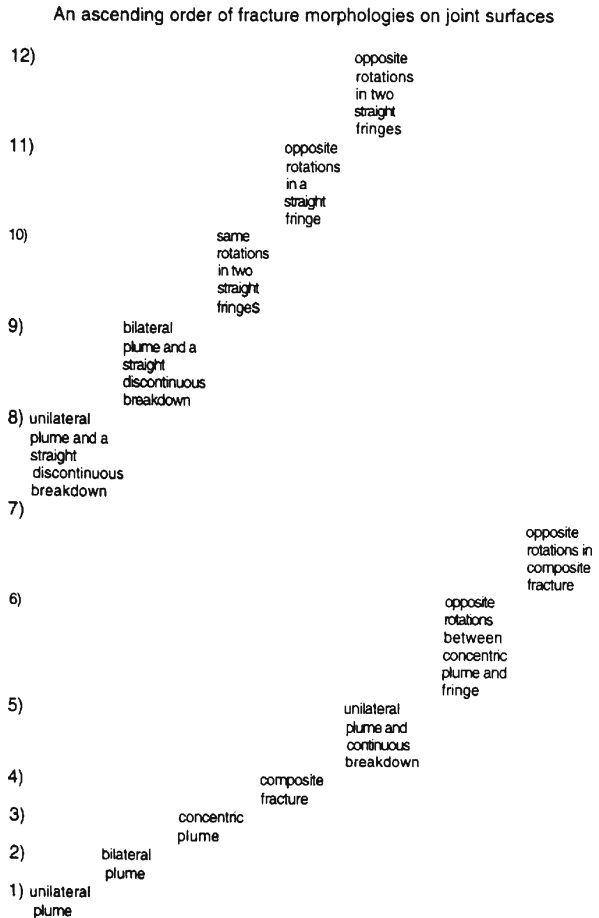 An ascending order of fracture morphologies on joint surfaces
12)
opposite
rotations
in two
straight
fringes
11)
opposite
rotations
in a
straight
fringe
10)
same
rotations
in two
straight
fringes
9)
bilateral
plume and a
straight
discontinuous
breakdown
8) unilateral
plume and a
straight
discontinuous
breakdown
7)
opposite
rotations in
composite
fracture
6)
opposite
rotations
between
concentric
plume and
fringe
5)
unilateral
plume and
continuous
breakdown
4)
composite
fracture
3)
concentric
plume
2)
bilateral
plume
1) unilateral
plume